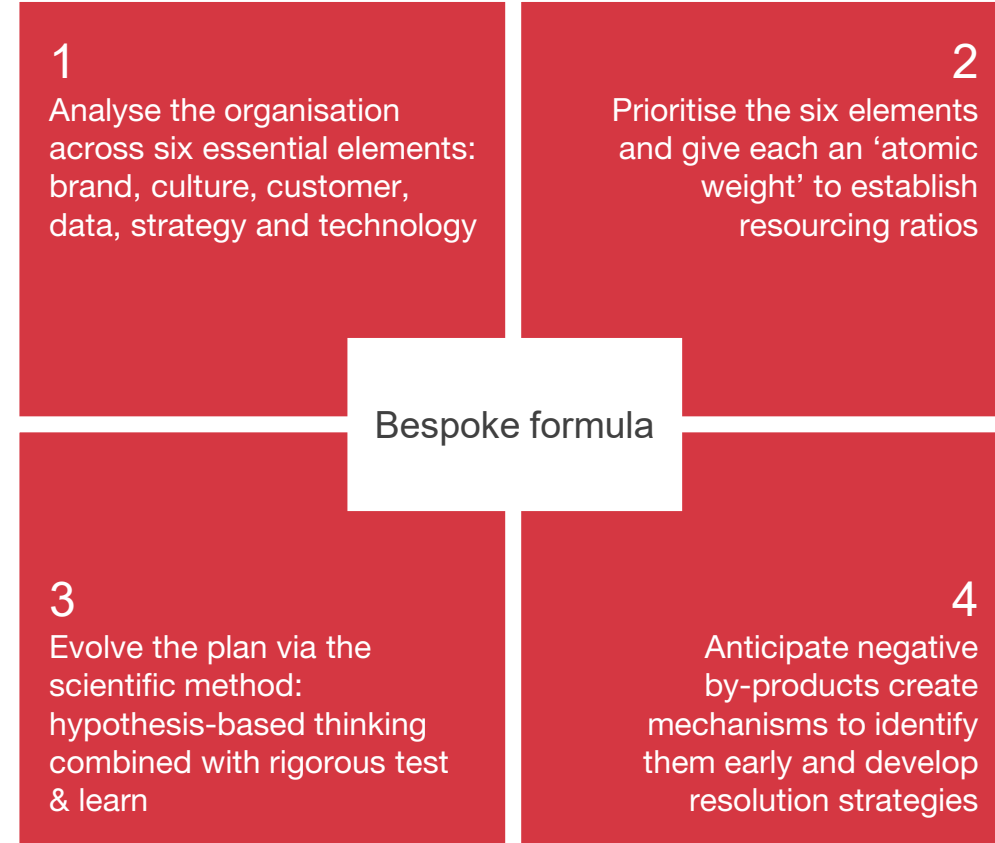 1
Analyse the organisation
across six essential elements:
brand, culture, customer,
data, strategy and technology
2
Prioritise the six elements
and give each an ‘atomic
weight’ to establish
resourcing ratios
Bespoke formula
3
Evolve the plan via the
scientific method:
hypothesis-based thinking
combined with rigorous test
& learn
4
Anticipate negative
by-products create
mechanisms to identify
them early and develop
resolution strategies